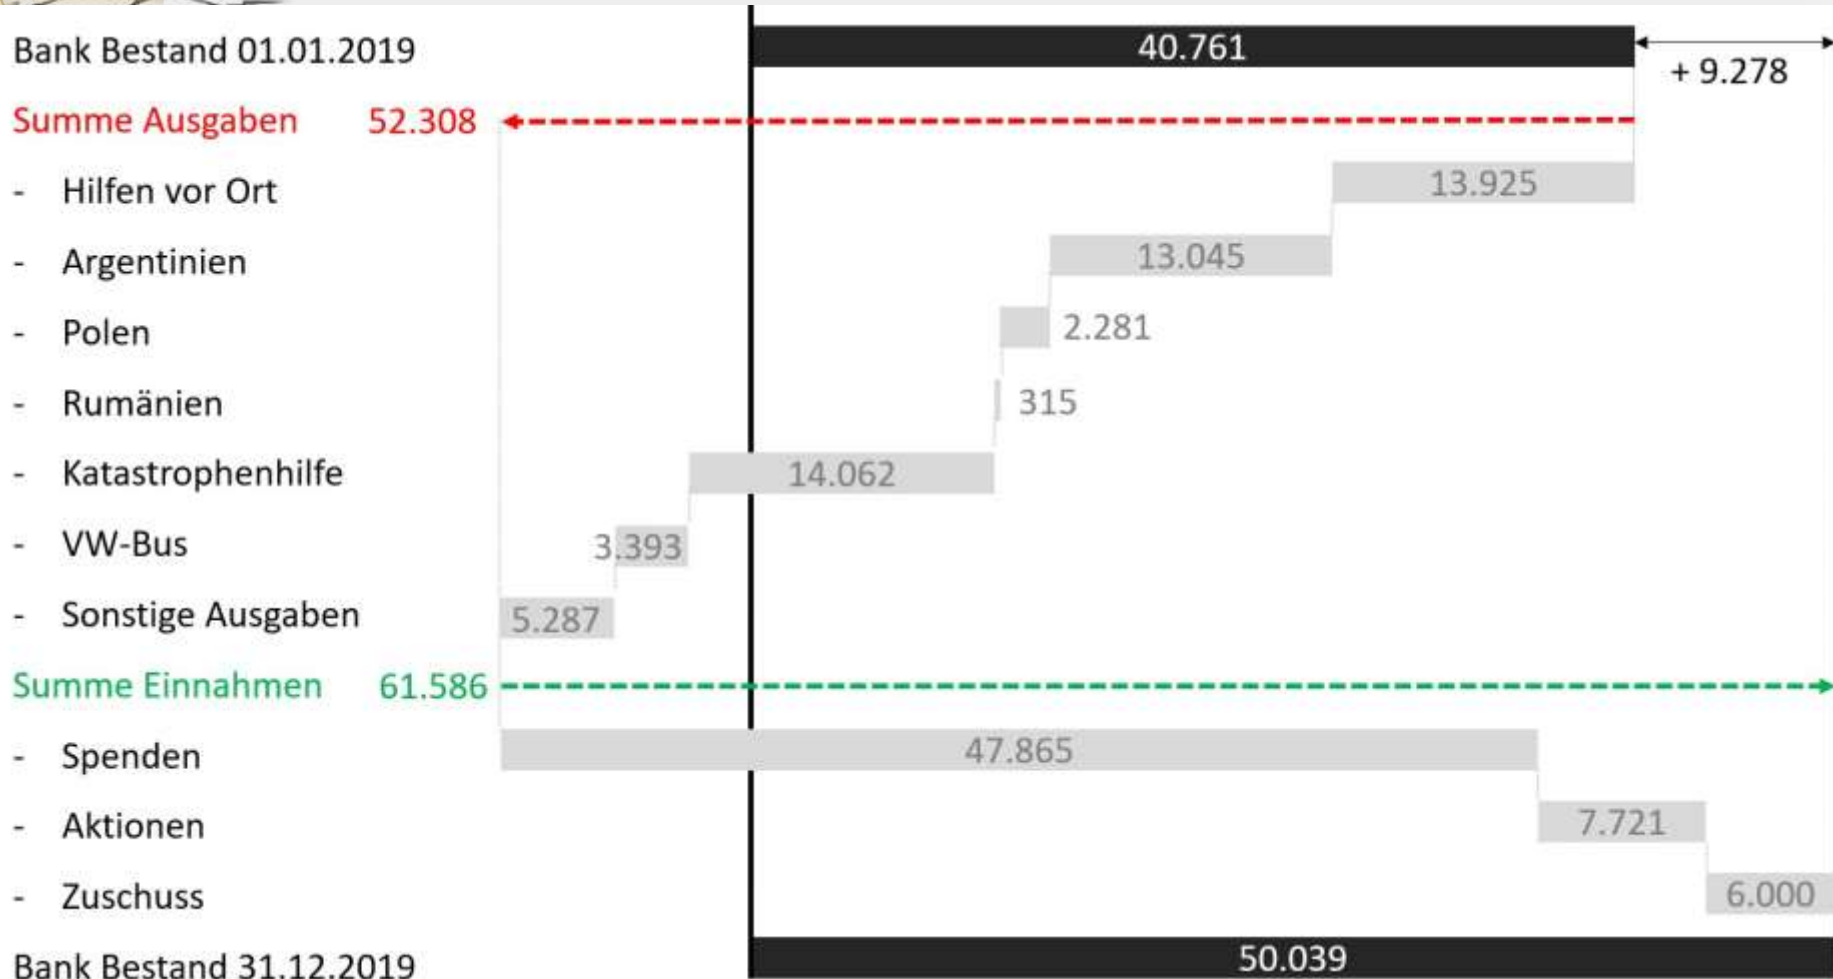 Bank Bestand 01.01.2019 40.761
+ 9.278
Summe Ausgaben 52.308
- Hilfen vor Ort 13.925
- Argentinien 13.045
- Polen 2.281
- Rumänien 315
- Katastrophenhilfe 14.062
- VW-Bus 3.393
- Sonstige Ausgaben 5.287
Summe Einnahmen 61.586
- Spenden 47.865
- Aktionen 7.721
- Zuschuss 6.000
Bank Bestand 31.12.2019 50.039